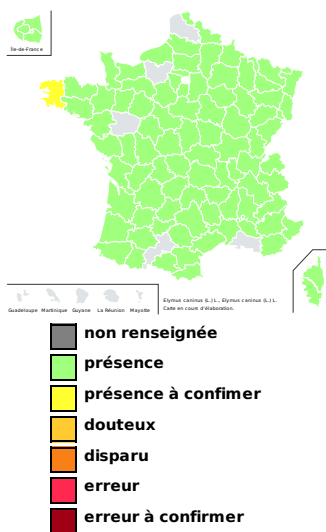 Île-de-France
Guadeloupe Martinique Guyane La Réunion Mayotte
Elymus caninus (L.) L., Elymus caninus (L.) L.
Carte en cours d'élaboration.
non renseignée
présence
présence à confimer
douteux
disparu
erreur
erreur à confirmer